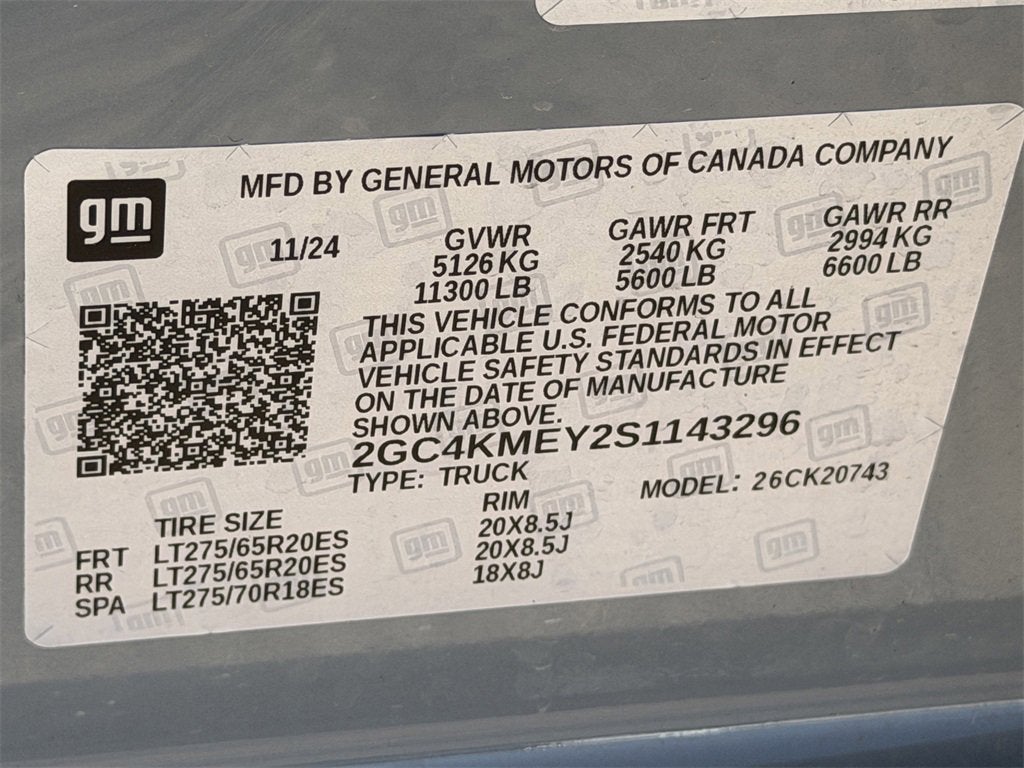 gm
MFD BY GENERAL MOTORS OF CANADA COMPANY
11/24
GVWR
5126 KG
11300 LB
GAWR FRT
2540 KG
5600 LB
GAWR RR
2994 KG
6600 LB
THIS VEHICLE CONFORMS TO ALL
APPLICABLE U.S. FEDERAL MOTOR
VEHICLE SAFETY STANDARDS IN EFFECT
ON THE DATE OF MANUFACTURE
SHOWN ABOVE.
2GC4KMEY2S1143296
TYPE: TRUCK
MODEL: 26CK20743
TIRE SIZE RIM
FRT LT275/65R20ES 20X8.5J
RR LT275/65R20ES 20X8.5J
SPA LT275/70R18ES 18X8J